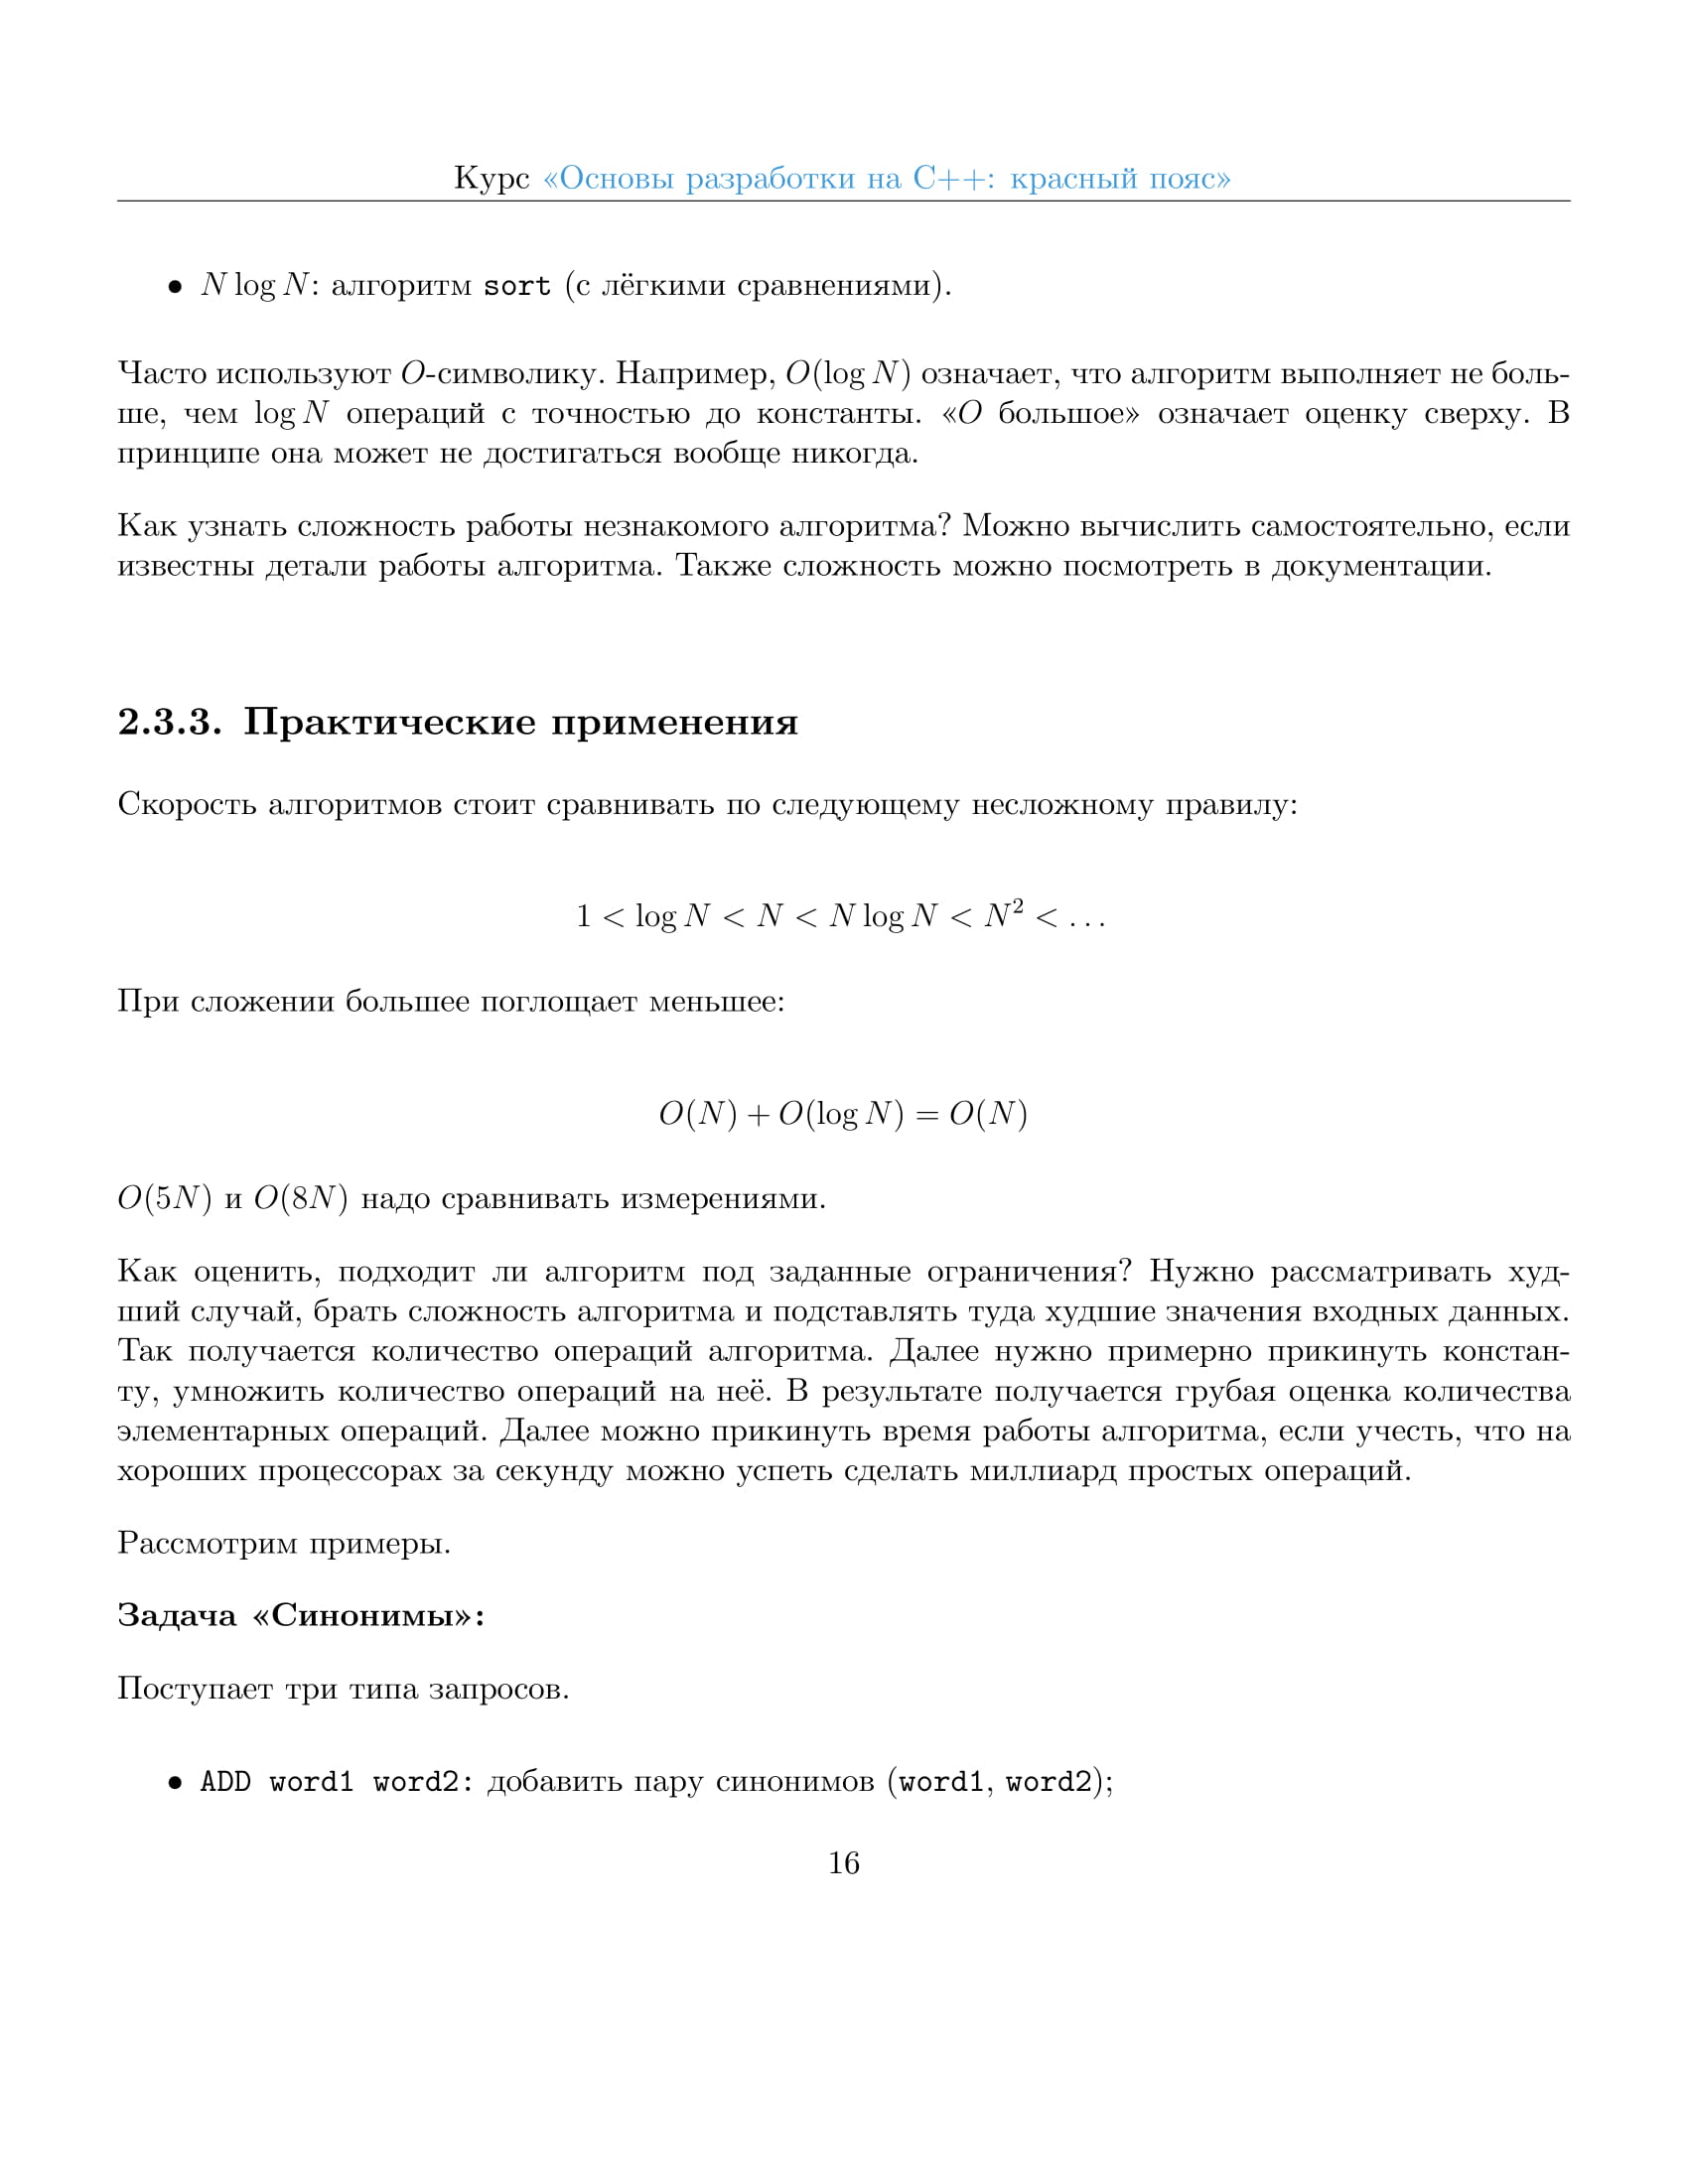 Курс «Основы разработки на C++: красный пояс»
• N log N: алгоритм sort (с лёгкими сравнениями).
Часто используют O-символику. Например, O(log N) означает, что алгоритм выполняет не боль-
ше, чем log N операций с точностью до константы. «O большое» означает оценку сверху. В
принципе она может не достигаться вообще никогда.
Как узнать сложность работы незнакомого алгоритма? Можно вычислить самостоятельно, если
известны детали работы алгоритма. Также сложность можно посмотреть в документации.
2.3.3. Практические применения
Скорость алгоритмов стоит сравнивать по следующему несложному правилу:
1 < log N < N < N log N < N² < . . .
При сложении большее поглощает меньшее:
O(N) + O(log N) = O(N)
O(5N) и O(8N) надо сравнивать измерениями.
Как оценить, подходит ли алгоритм под заданные ограничения? Нужно рассматривать худ-
ший случай, брать сложность алгоритма и подставлять туда худшие значения входных данных.
Так получается количество операций алгоритма. Далее нужно примерно прикинуть констан-
ту, умножить количество операций на неё. В результате получается грубая оценка количества
элементарных операций. Далее можно прикинуть время работы алгоритма, если учесть, что на
хороших процессорах за секунду можно успеть сделать миллиард простых операций.
Рассмотрим примеры.
Задача «Синонимы»:
Поступает три типа запросов.
• ADD word1 word2: добавить пару синонимов (word1, word2);
16